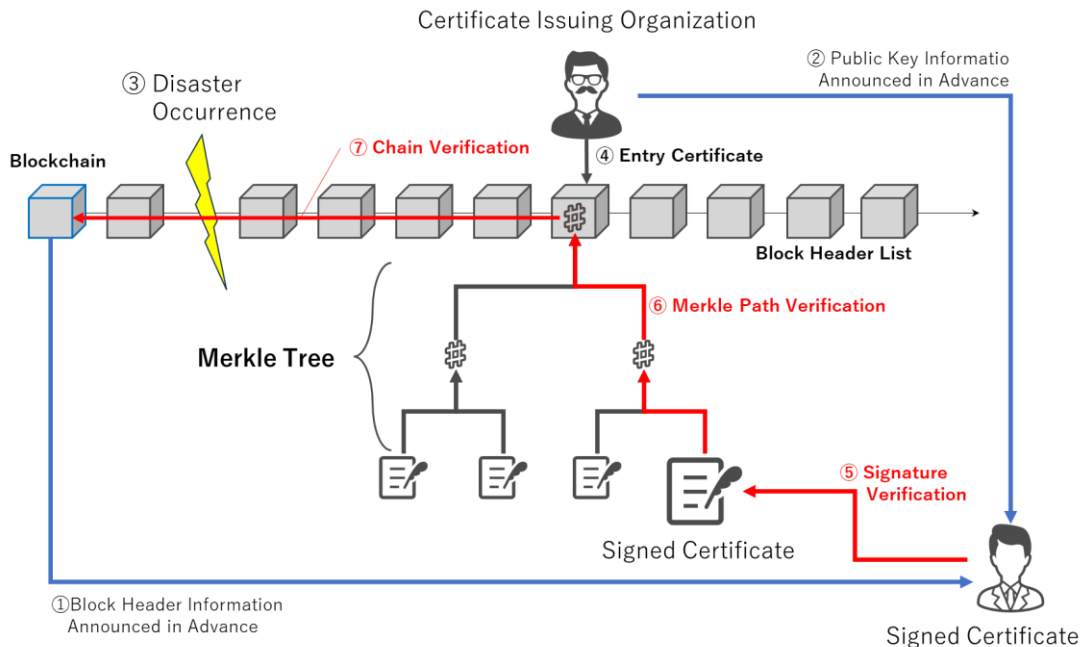 Certificate Issuing Organization
② Public Key Informatio
Announced in Advance
③ Disaster
Occurrence
⑦ Chain Verification
④ Entry Certificate
Blockchain
Block Header List
⑥ Merkle Path Verification
Merkle Tree
⑤ Signature
Verification
Signed Certificate
①Block Header Information
Announced in Advance
Signed Certificate